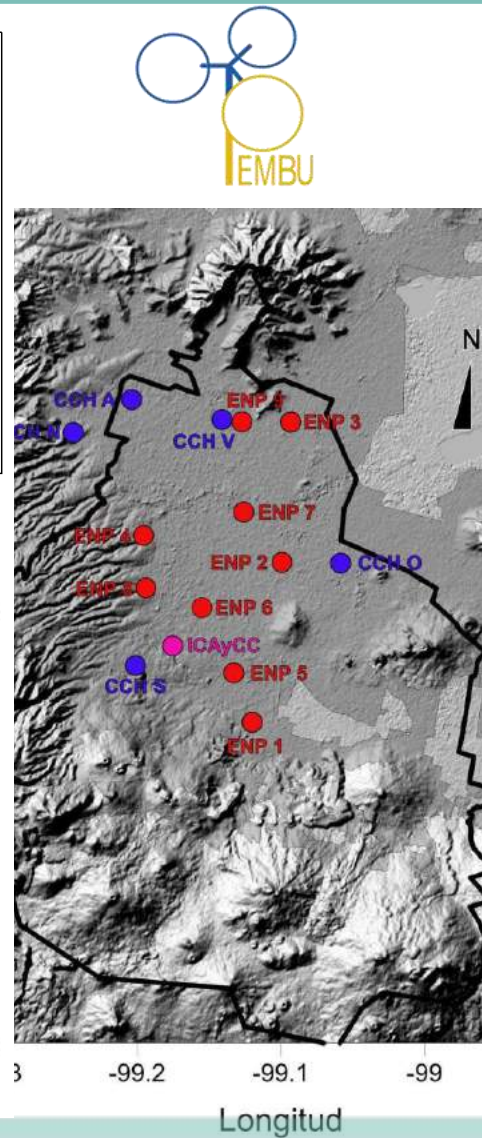 EMBU
N
CCH A
ENP 9
CCH N
CCH V
ENP 3
ENP 7
ENP 4
ENP 2
CCH O
ENP 8
ENP 6
ICAyCC
CCH S
ENP 5
ENP 1
-99.2 -99.1 -99
Longitud